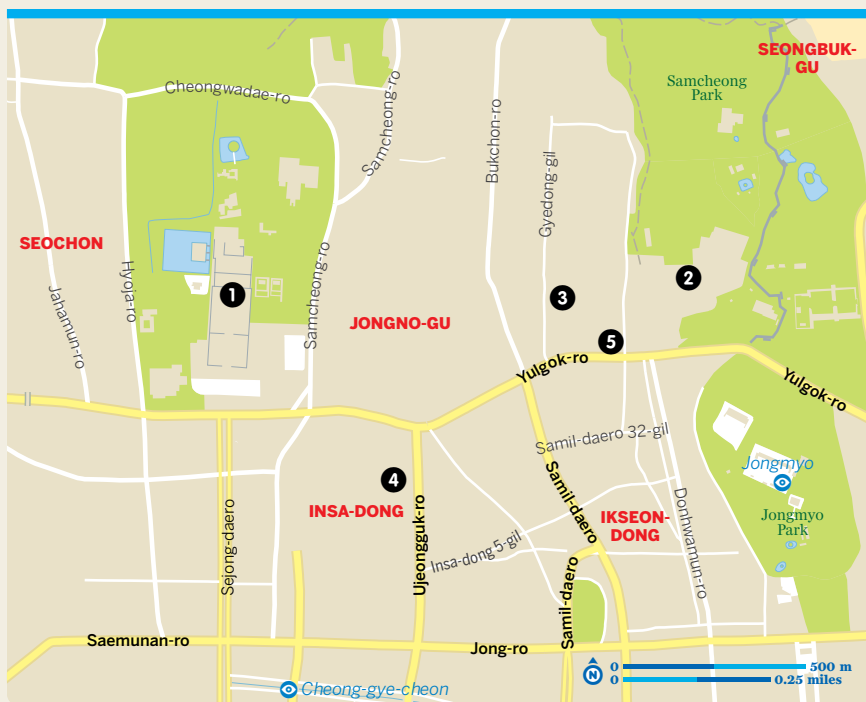 SEONGBUK-
GU
Samcheong
Park
Cheongwadae-ro
Samcheong-ro
Bukchon-ro
Gyedong-gil
SEOCHON
Jahamun-ro
Hyoja-ro
1
Samcheong-ro
JONGNO-GU
2
3
5
Yulgok-ro
Yulgok-ro
Samil-daero 32-gil
Jongmyo
Jongmyo
Park
4
INSA-DONG
Ujeongguk-ro
Sejong-daero
Insa-dong 5-gil
Samil-daero
IKSEON-
DONG
Donhwamun-ro
Samil-daero
Saemunan-ro
Jong-ro
Cheong-gye-cheon
N
0 500 m
0 0.25 miles